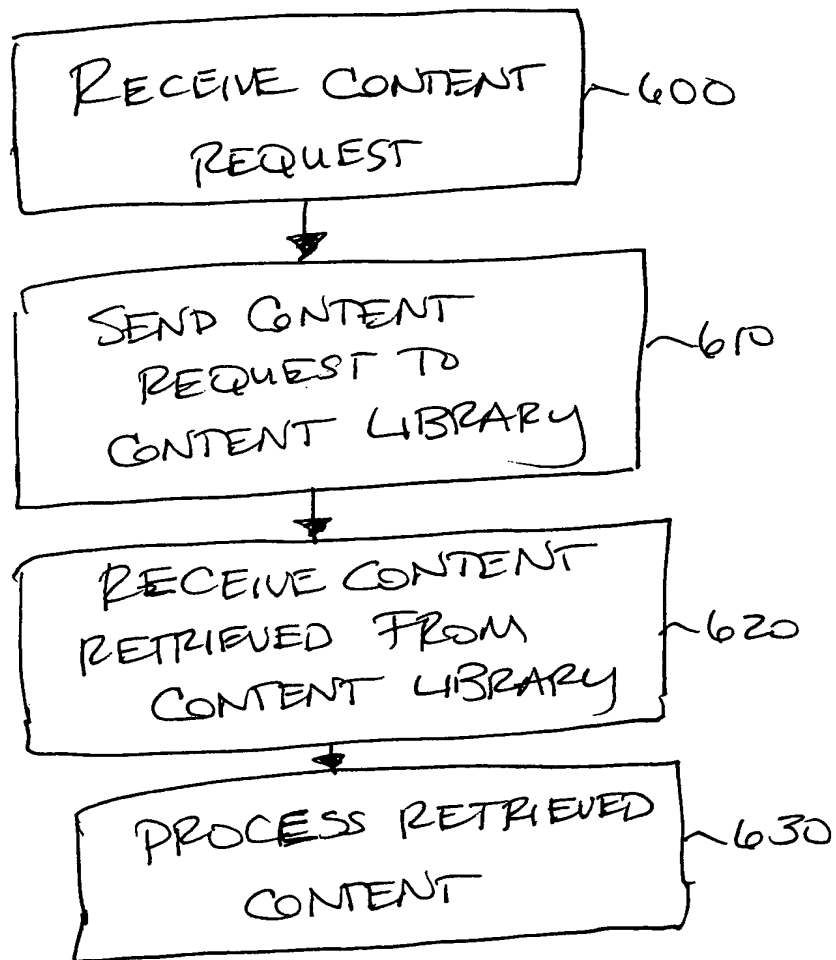 RECEIVE CONTENT
REQUEST
600
SEND CONTENT
REQUEST TO
CONTENT LIBRARY
610
RECEIVE CONTENT
RETRIEVED FROM
CONTENT LIBRARY
620
PROCESS RETRIEVED
CONTENT
630